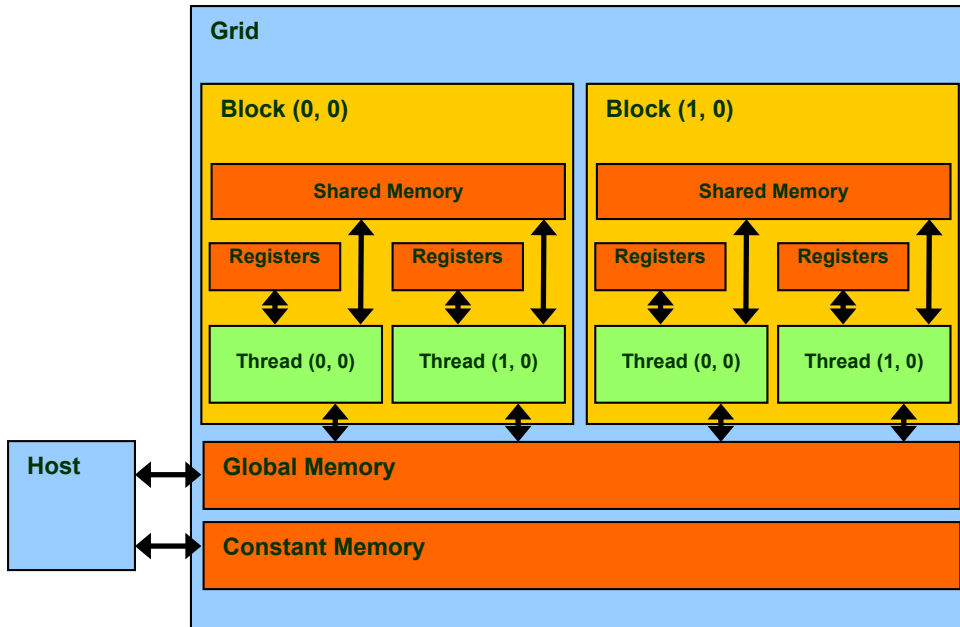 Grid
Block (0, 0)
Block (1, 0)
Shared Memory
Shared Memory
Registers
Registers
Registers
Registers
Thread (0, 0)
Thread (1, 0)
Thread (0, 0)
Thread (1, 0)
Host
Global Memory
Constant Memory